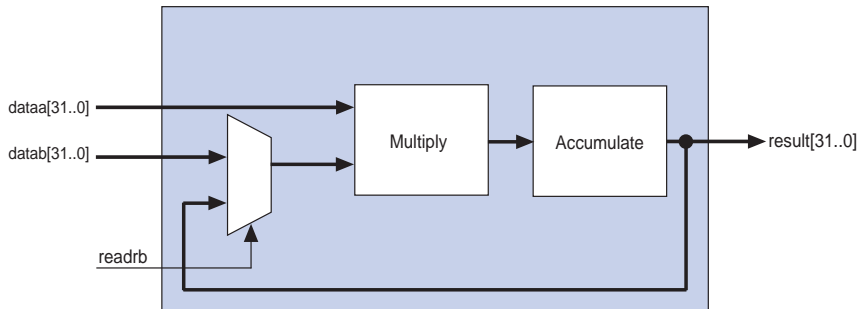 dataa[31..0]
Multiply
Accumulate
result[31..0]
datab[31..0]
readrb